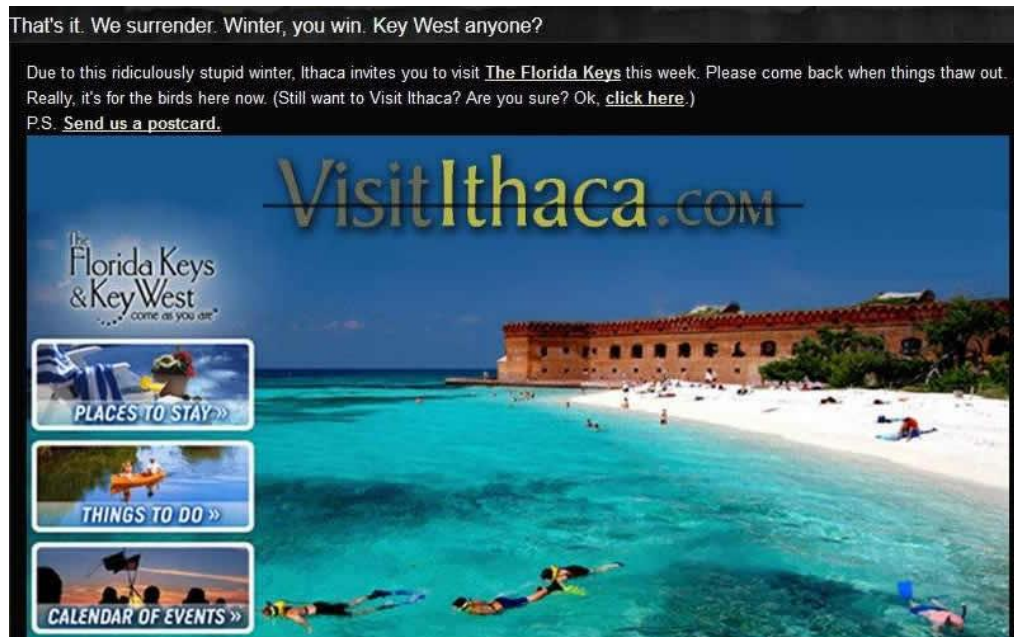 That's it. We surrender. Winter, you win. Key West anyone?
Due to this ridiculously stupid winter, Ithaca invites you to visit The Florida Keys this week. Please come back when things thaw out.
Really, it's for the birds here now. (Still want to Visit Ithaca? Are you sure? Ok, click here.)
P.S. Send us a postcard.
VisitIthaca.com
The
Florida Keys
& Key West
come as you are®
PLACES TO STAY »
THINGS TO DO »
CALENDAR OF EVENTS »